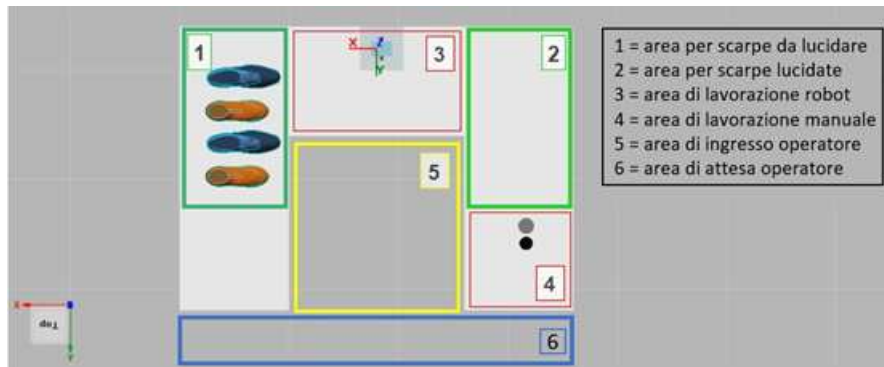 1
3
2
5
4
6
X
Z
Y
1 = area per scarpe da lucidare
2 = area per scarpe lucidate
3 = area di lavorazione robot
4 = area di lavorazione manuale
5 = area di ingresso operatore
6 = area di attesa operatore
X
Top
Y